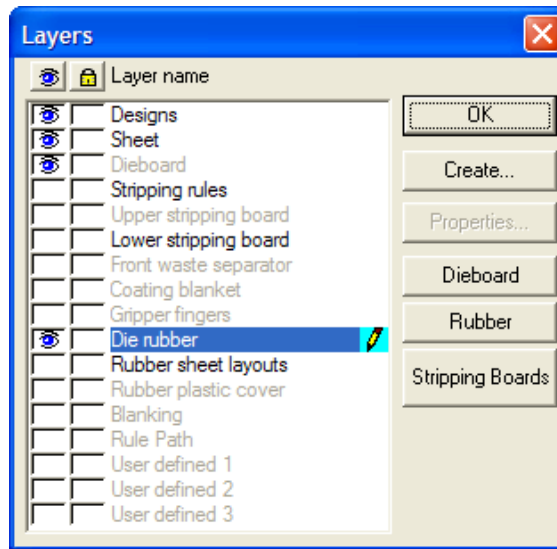 Layers
Layer name
Designs
Sheet
Dieboard
Stripping rules
Upper stripping board
Lower stripping board
Front waste separator
Coating blanket
Gripper fingers
Die rubber
Rubber sheet layouts
Rubber plastic cover
Blanking
Rule Path
User defined 1
User defined 2
User defined 3
OK
Create...
Properties...
Dieboard
Rubber
Stripping Boards